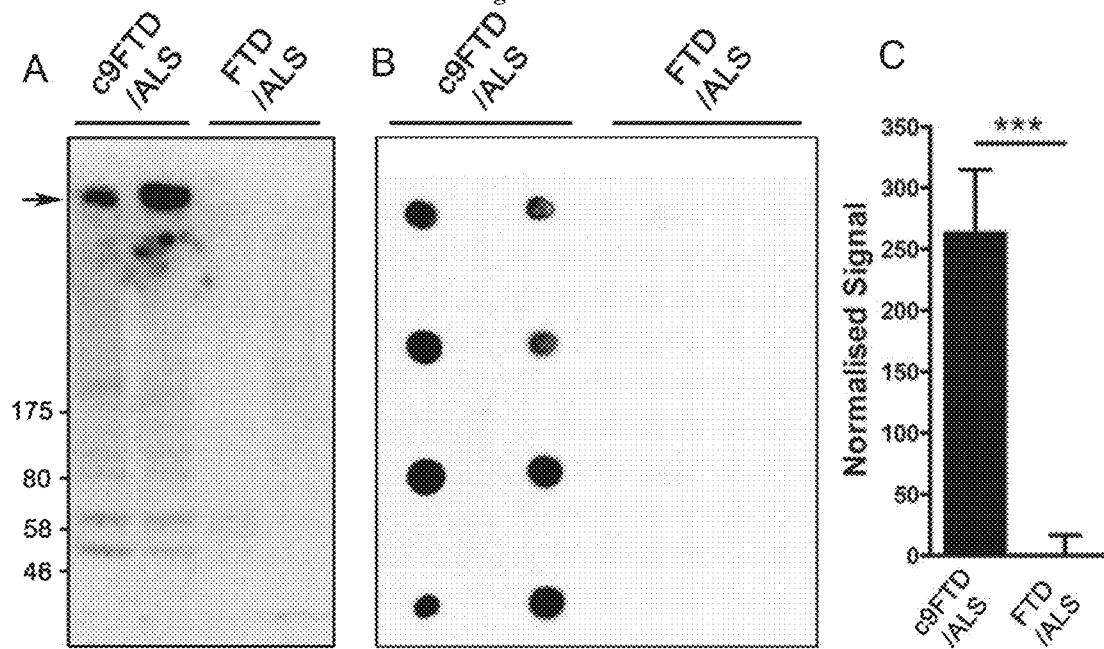 A
c9FTD
/ALS
FTD
/ALS
175
80
58
46
B
c9FTD
/ALS
FTD
/ALS
C
***
350
300
250
200
150
100
50
0
Normalised Signal
c9FTD
/ALS
FTD
/ALS